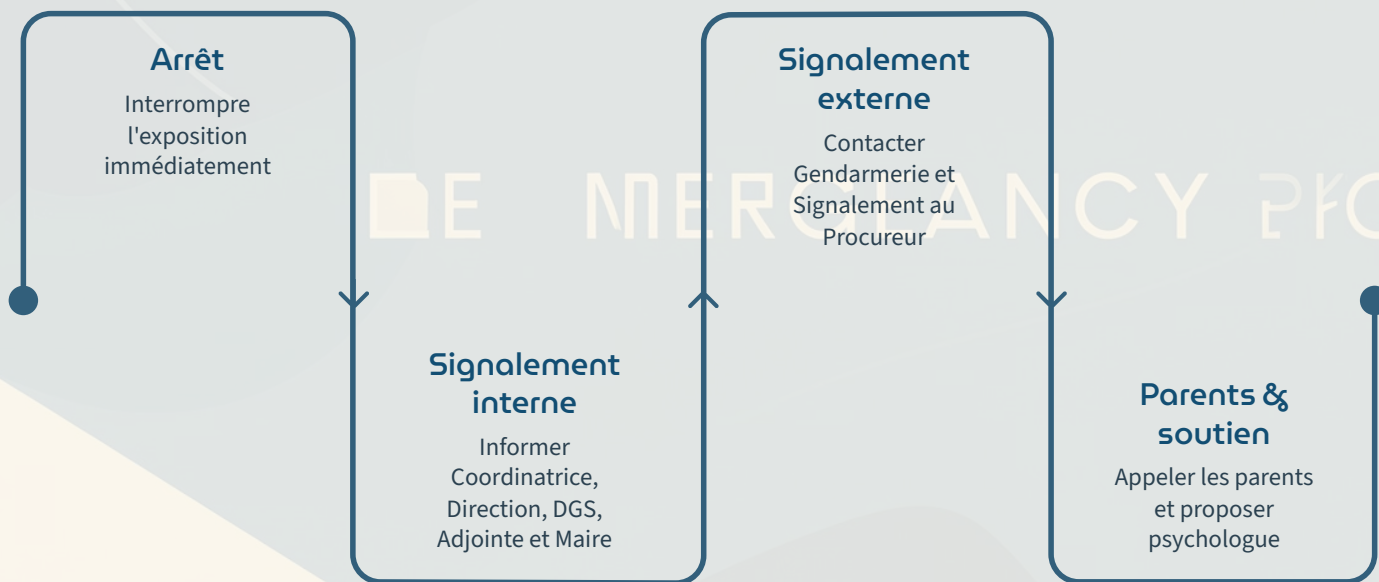 Arrêt
Interrompre
l'exposition
immédiatement
Signalement
interne
Informer
Coordinatrice,
Direction, DGS,
Adjointe et Maire
Signalement
externe
Contacter
Gendarmerie et
Signalement au
Procureur
Parents &
soutien
Appeler les parents
et proposer
psychologue
MERGLANCY